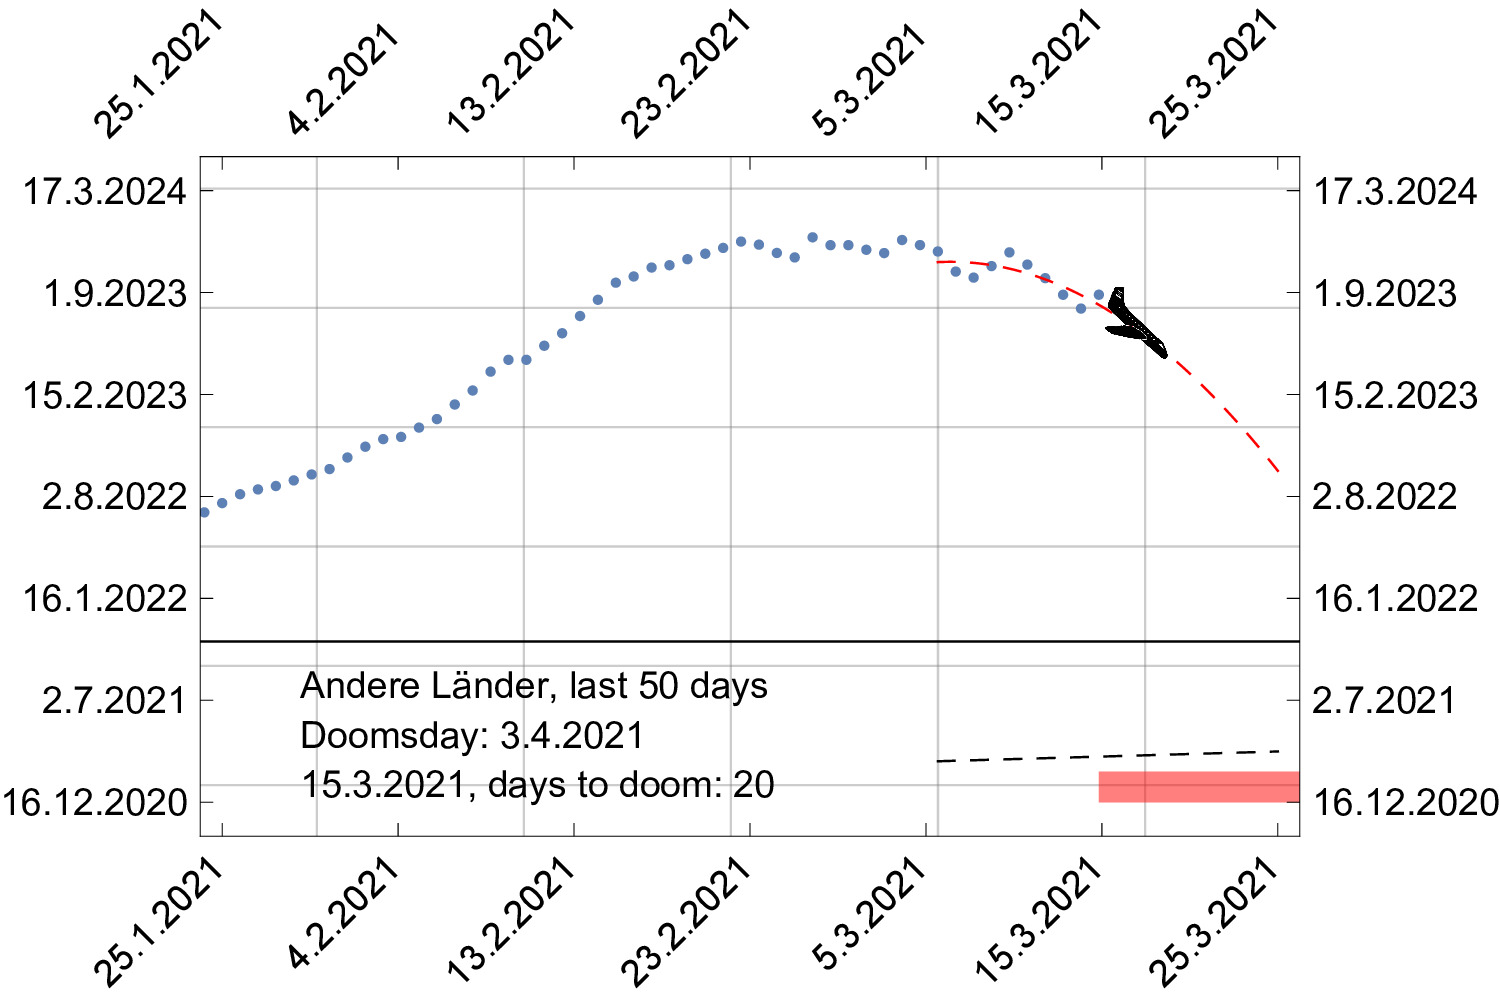 25.1.2021 4.2.2021 13.2.2021 23.2.2021 5.3.2021 15.3.2021 25.3.2021
17.3.2024 17.3.2024
1.9.2023 1.9.2023
15.2.2023 15.2.2023
2.8.2022 2.8.2022
16.1.2022 16.1.2022
Andere Länder, last 50 days
2.7.2021 2.7.2021
Doomsday: 3.4.2021
15.3.2021, days to doom: 20
16.12.2020 16.12.2020
25.1.2021 4.2.2021 13.2.2021 23.2.2021 5.3.2021 15.3.2021 25.3.2021